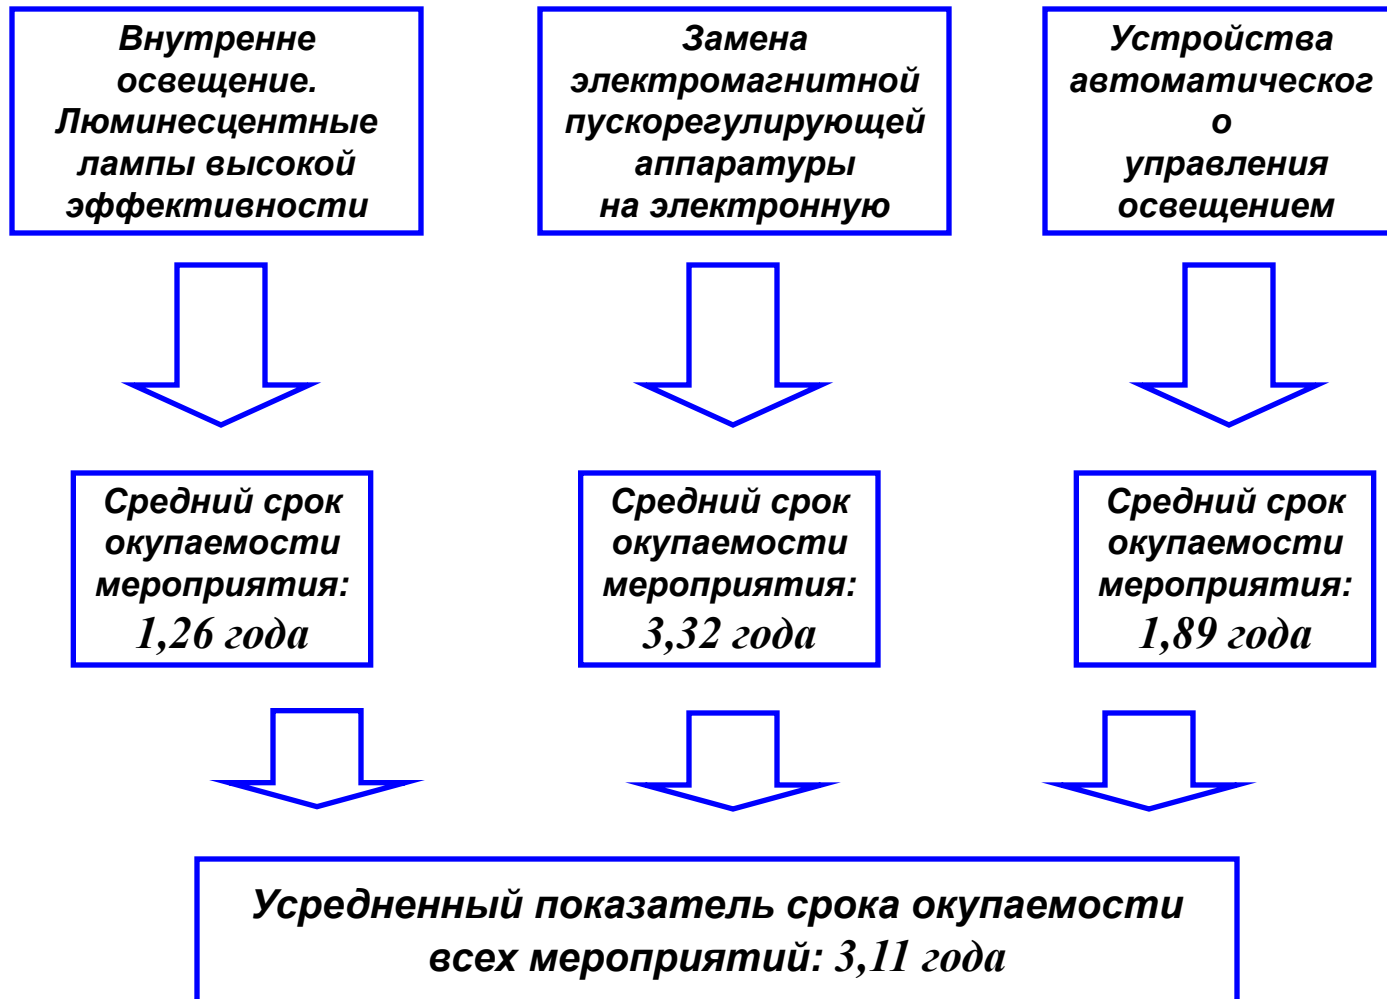 Внутренне
освещение.
Люминесцентные
лампы высокой
эффективности
Замена
электромагнитной
пускорегулирующей
аппаратуры
на электронную
Устройства
автоматическог
о
управления
освещением
Средний срок
окупаемости
мероприятия:
1,26 года
Средний срок
окупаемости
мероприятия:
3,32 года
Средний срок
окупаемости
мероприятия:
1,89 года
Усредненный показатель срока окупаемости
всех мероприятий: 3,11 года